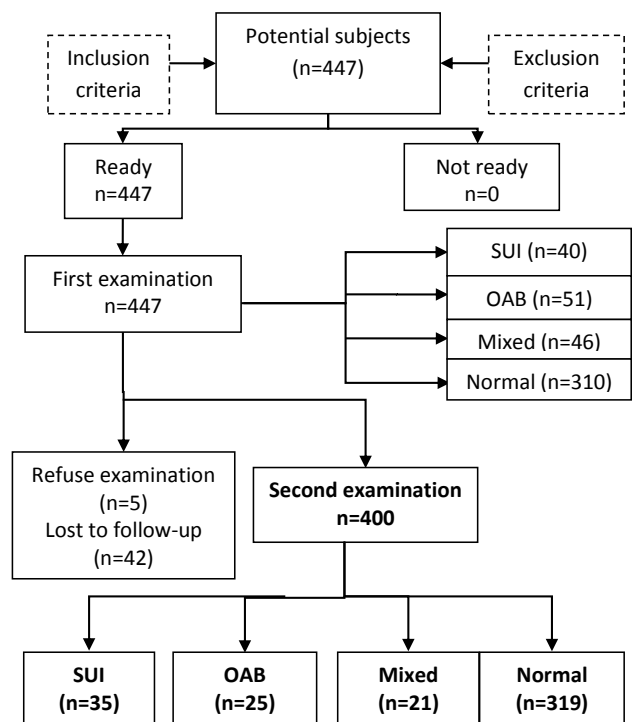 Potential subjects
(n=447)
Inclusion
criteria
Exclusion
criteria
Ready
n=447
Not ready
n=0
First examination
n=447
SUI (n=40)
OAB (n=51)
Mixed (n=46)
Normal (n=310)
Refuse examination
(n=5)
Lost to follow-up
(n=42)
Second examination
n=400
SUI
(n=35)
OAB
(n=25)
Mixed
(n=21)
Normal
(n=319)